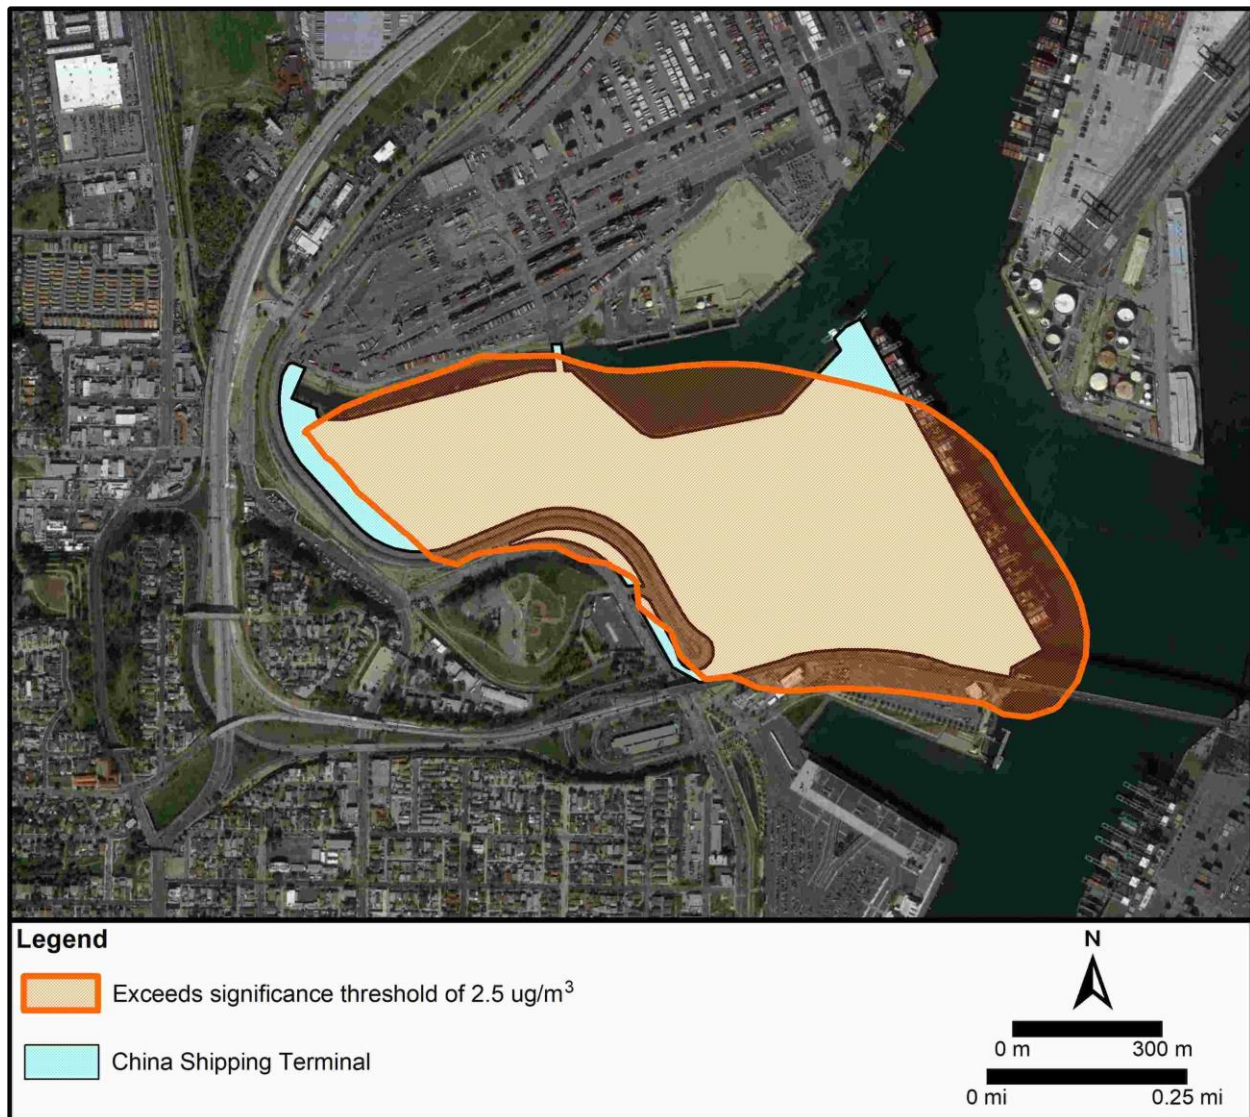 Legend
Exceeds significance threshold of 2.5 ug/m³
China Shipping Terminal
N
0 m 300 m
0 mi 0.25 mi